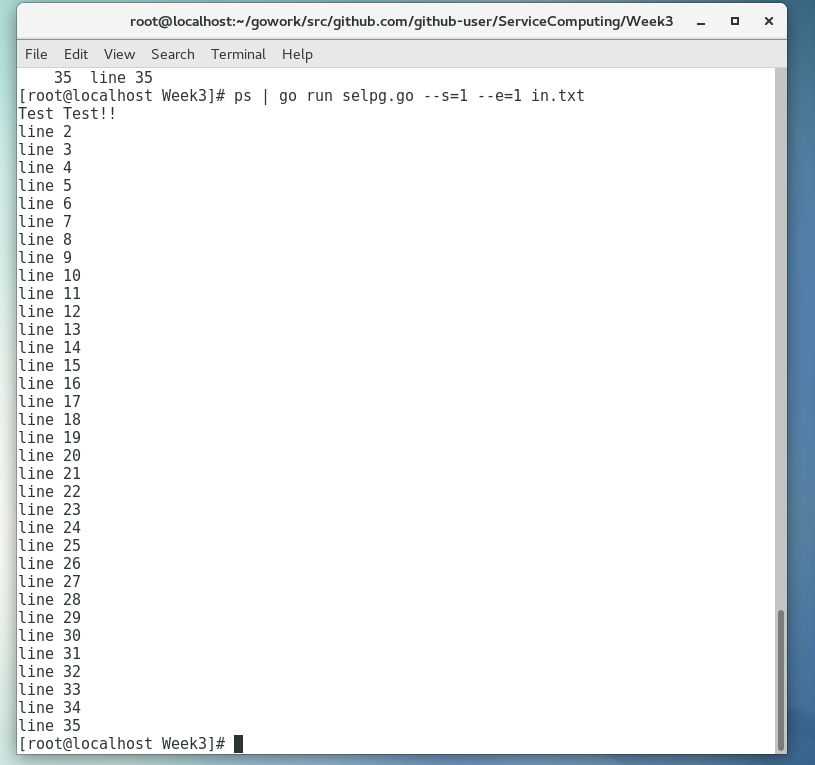 root@localhost:~/gowork/src/github.com/github-user/ServiceComputing/Week3
File Edit View Search Terminal Help
    35  line 35
[root@localhost Week3]# ps | go run selpg.go --s=1 --e=1 in.txt
Test Test!!
line 2
line 3
line 4
line 5
line 6
line 7
line 8
line 9
line 10
line 11
line 12
line 13
line 14
line 15
line 16
line 17
line 18
line 19
line 20
line 21
line 22
line 23
line 24
line 25
line 26
line 27
line 28
line 29
line 30
line 31
line 32
line 33
line 34
line 35
[root@localhost Week3]#